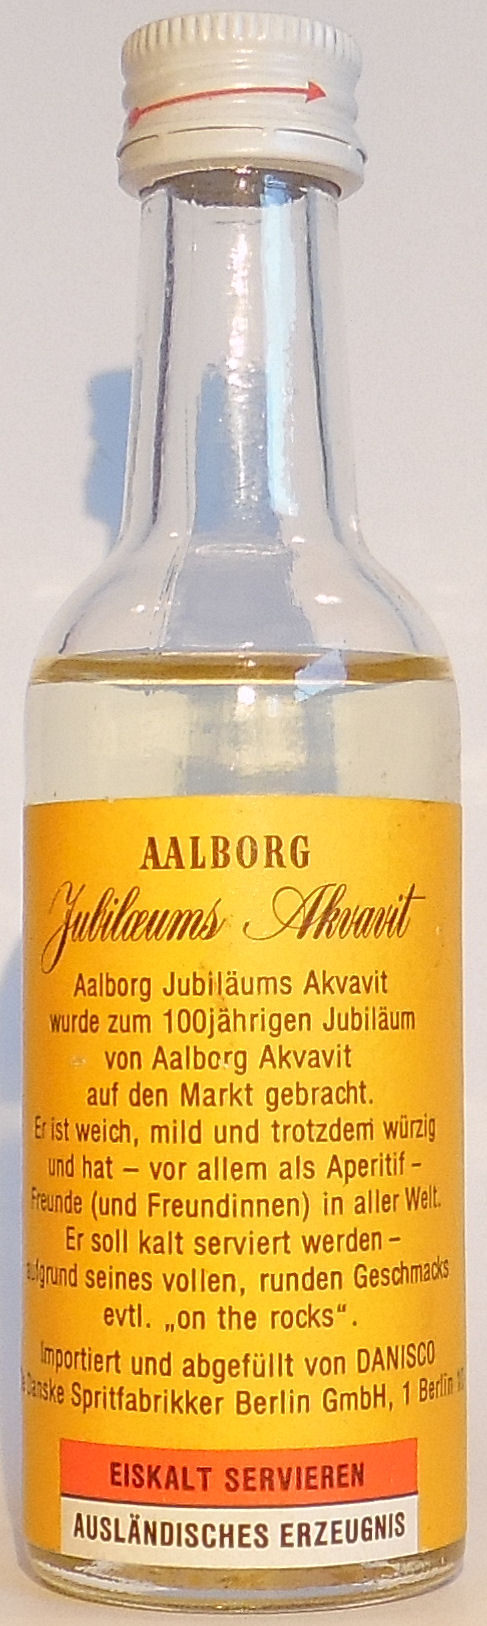 AALBORG
Jubilæums Akvavit
Aalborg Jubiläums Akvavit
wurde zum 100jährigen Jubiläum
von Aalborg Akvavit
auf den Markt gebracht.
Er ist weich, mild und trotzdem würzig
und hat – vor allem als Aperitif –
Freunde (und Freundinnen) in aller Welt.
Er soll kalt serviert werden –
aufgrund seines vollen, runden Geschmacks
evtl. „on the rocks“.
Importiert und abgefüllt von DANISCO
Danske Spritfabrikker Berlin GmbH, 1 Berlin
EISKALT SERVIEREN
AUSLÄNDISCHES ERZEUGNIS